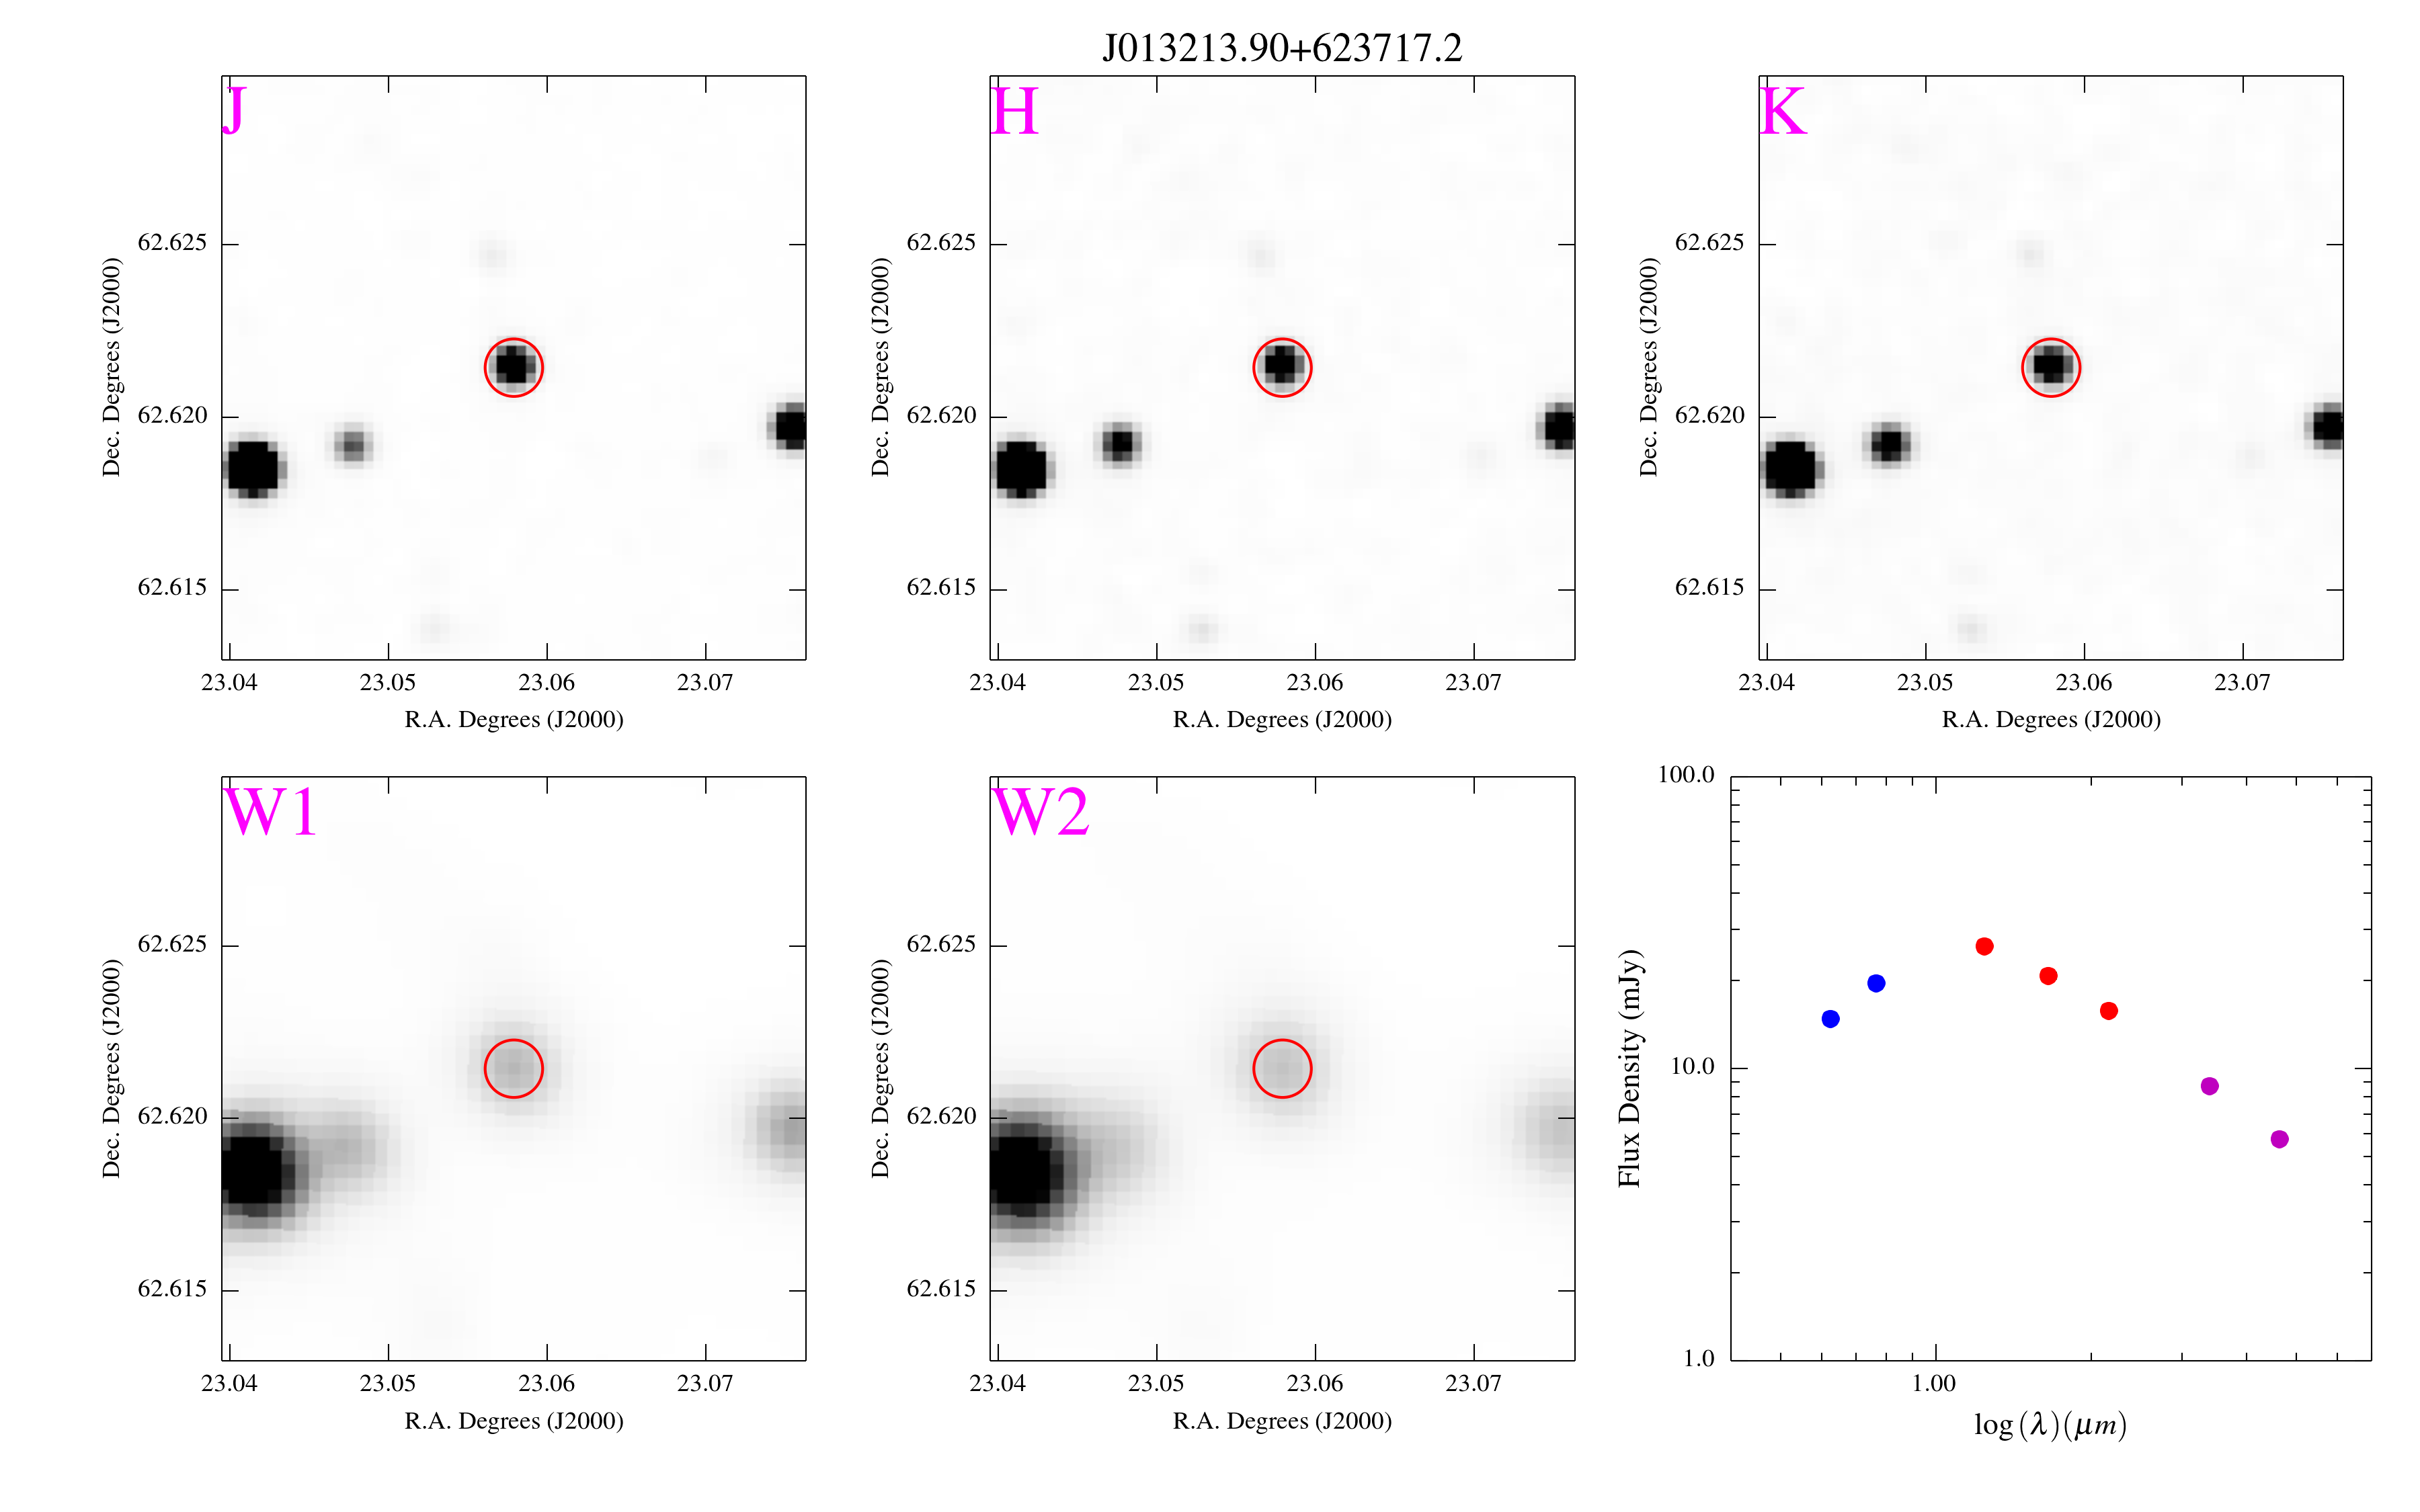 J013213.90+623717.2
J
62.625
62.620
62.615
Dec. Degrees (J2000)
23.04 23.05 23.06 23.07
R.A. Degrees (J2000)
H
62.625
62.620
62.615
Dec. Degrees (J2000)
23.04 23.05 23.06 23.07
R.A. Degrees (J2000)
K
62.625
62.620
62.615
Dec. Degrees (J2000)
23.04 23.05 23.06 23.07
R.A. Degrees (J2000)
W1
62.625
62.620
62.615
Dec. Degrees (J2000)
23.04 23.05 23.06 23.07
R.A. Degrees (J2000)
W2
62.625
62.620
62.615
Dec. Degrees (J2000)
23.04 23.05 23.06 23.07
R.A. Degrees (J2000)
100.0
10.0
1.0
Flux Density (mJy)
1.00
log(λ)(μm)